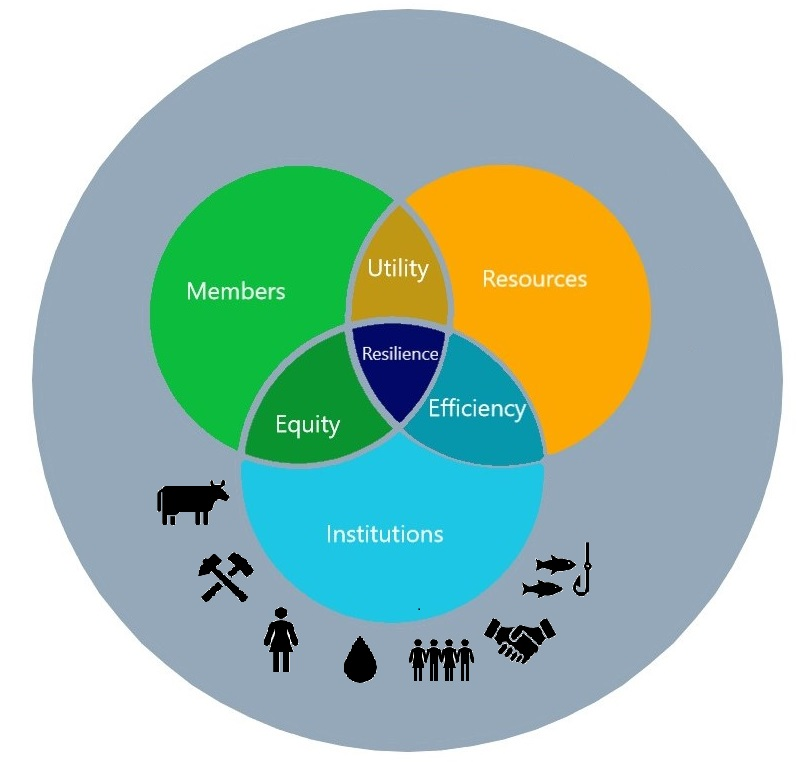 Utility
Resources
Members
Resilience
Efficiency
Equity
Institutions